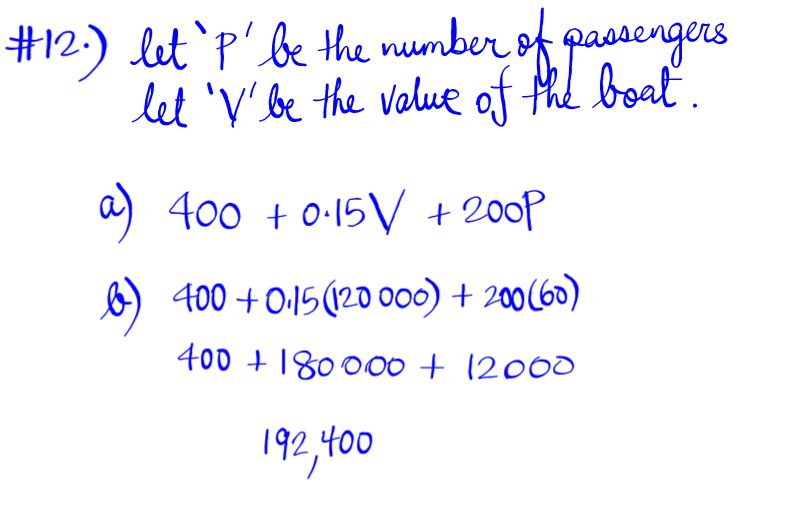 #12.) let 'P' be the number of passengers
let 'V' be the value of the boat.
a) 400 + 0.15V + 200P
b) 400 + 0.15(120 000) + 200(60)
400 + 180000 + 12000
192,400